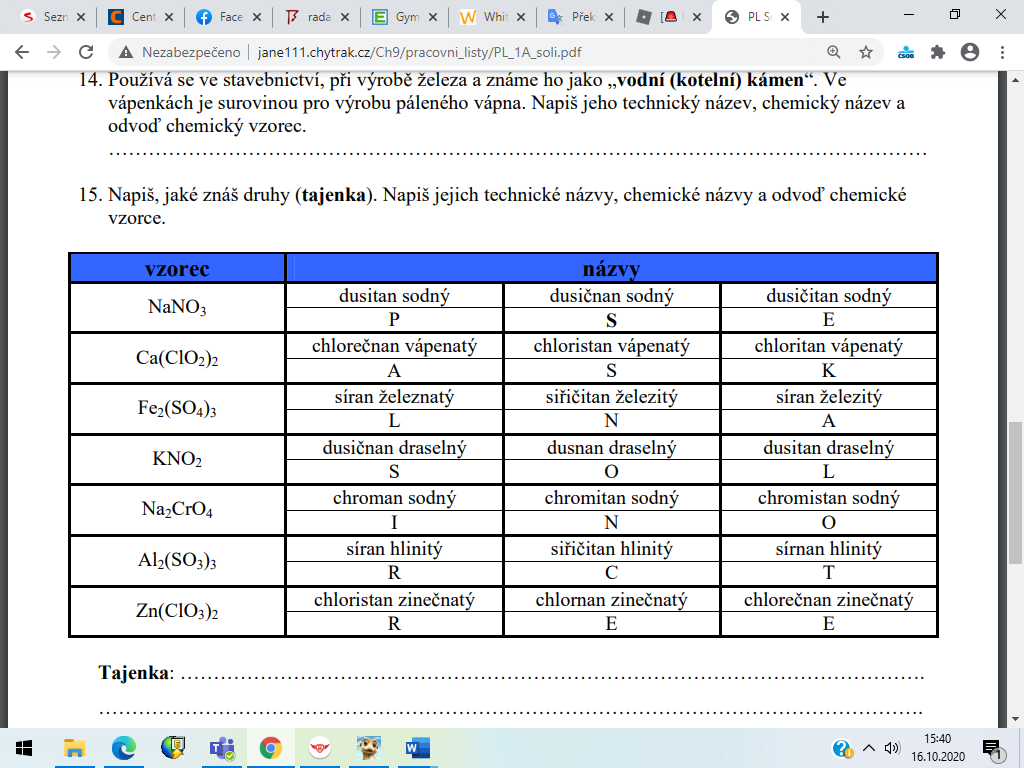 Sezn
Cent
Face
rada
Gym
Whit
Přek
[
PL S
Nezabezpečeno | jane111.chytrak.cz/Ch9/pracovni_listy/PL_1A_soli.pdf
14. Používá se ve stavebnictví, při výrobě železa a známe ho jako „vodní (kotelní) kámen“. Ve
vápenkách je surovinou pro výrobu páleného vápna. Napiš jeho technický název, chemický název a
odvoď chemický vzorec.
15. Napiš, jaké znáš druhy (tajenka). Napiš jejich technické názvy, chemické názvy a odvoď chemické
vzorce.
vzorec názvy
NaNO₃ dusitan sodný dusičnan sodný dusičitan sodný
P S E
Ca(ClO₂)₂ chlorečnan vápenatý chloristan vápenatý chloritan vápenatý
A S K
Fe₂(SO₄)₃ síran železnatý siřičitan železitý síran železitý
L N A
KNO₂ dusičnan draselný dusnan draselný dusitan draselný
S O L
Na₂CrO₄ chroman sodný chromitan sodný chromistan sodný
I N O
Al₂(SO₃)₃ síran hlinitý siřičitan hlinitý sírnan hlinitý
R C T
Zn(ClO₃)₂ chloristan zinečnatý chlornan zinečnatý chlorečnan zinečnatý
R E E
Tajenka:
15:40
16.10.2020
1